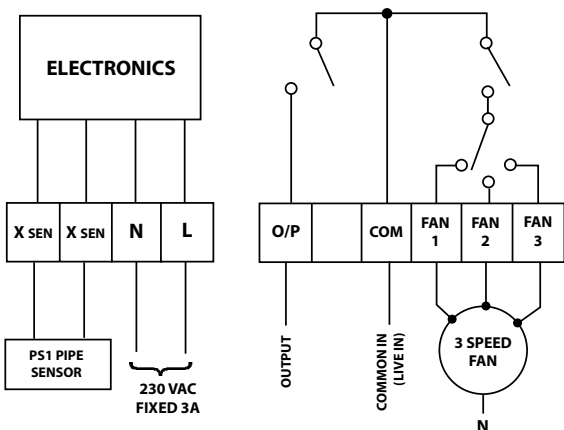 ELECTRONICS
X SEN
X SEN
N
L
O/P
COM
FAN
1
FAN
2
FAN
3
PS1 PIPE
SENSOR
230 VAC
FIXED 3A
OUTPUT
COMMON IN
(LIVE IN)
3 SPEED
FAN
N